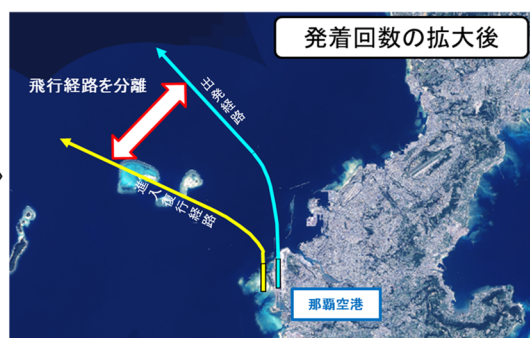 発着回数の拡大後
飛行経路を分離
出発経路
進入復行経路
那覇空港